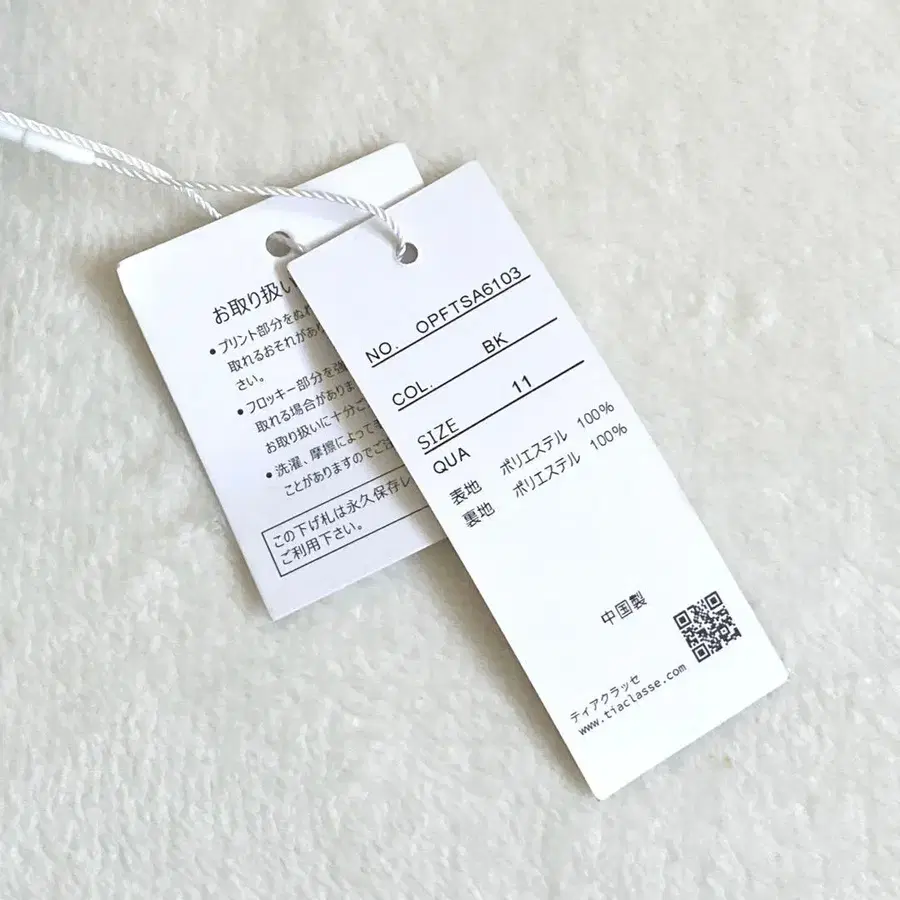 お取り扱い
●プリント部分をぬ
取れるおそれがあり
さい。
●フロッキー部分を強
取れる場合がありま
お取り扱いに十分ご
●洗濯、摩擦によって毛
ことがありますのでご注
この下げ札は永久保存し
ご利用下さい。
NO. OPFTSA6103
COL. BK
SIZE 11
QUA
表地 ポリエステル 100%
裏地 ポリエステル 100%
中国製
ティアクラッセ
www.tiaclasse.com